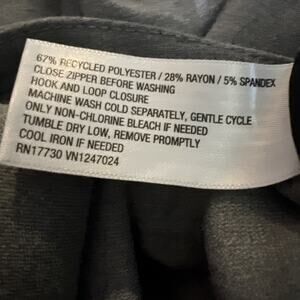 67% RECYCLED POLYESTER / 28% RAYON / 5% SPANDEX
CLOSE ZIPPER BEFORE WASHING
HOOK AND LOOP CLOSURE
MACHINE WASH COLD SEPARATELY, GENTLE CYCLE
ONLY NON-CHLORINE BLEACH IF NEEDED
TUMBLE DRY LOW, REMOVE PROMPTLY
COOL IRON IF NEEDED
RN17730 VN1247024